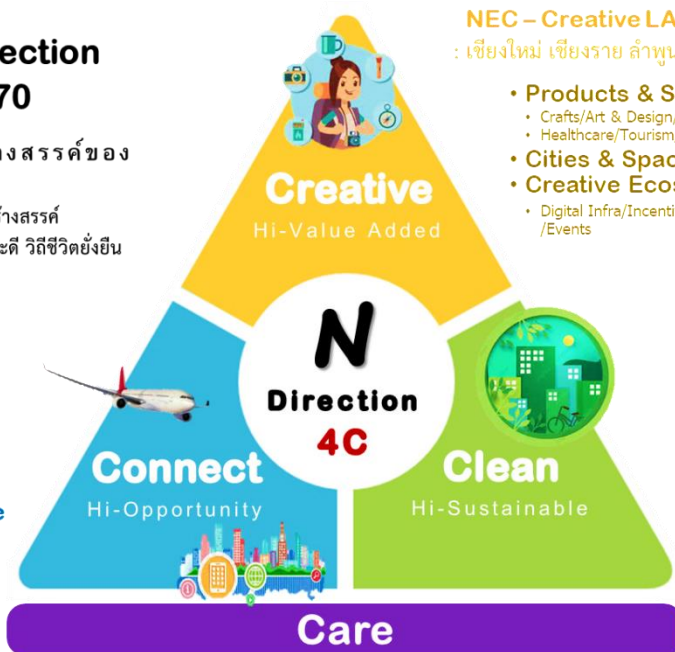 ection
70
NEC – Creative LA
: เชียงใหม่ เชียงราย ลำพูน
• Products & S
• Crafts/Art & Design/
• Healthcare/Tourism
• Cities & Spac
• Creative Ecos
• Digital Infra/Incenti
/Events
งสรรค์ของ
้างสรรค์
ะดี วิถีชีวิตยั่งยืน
Creative
Hi-Value Added
N
Direction
4C
Connect
Hi-Opportunity
Clean
Hi-Sustainable
e
Care